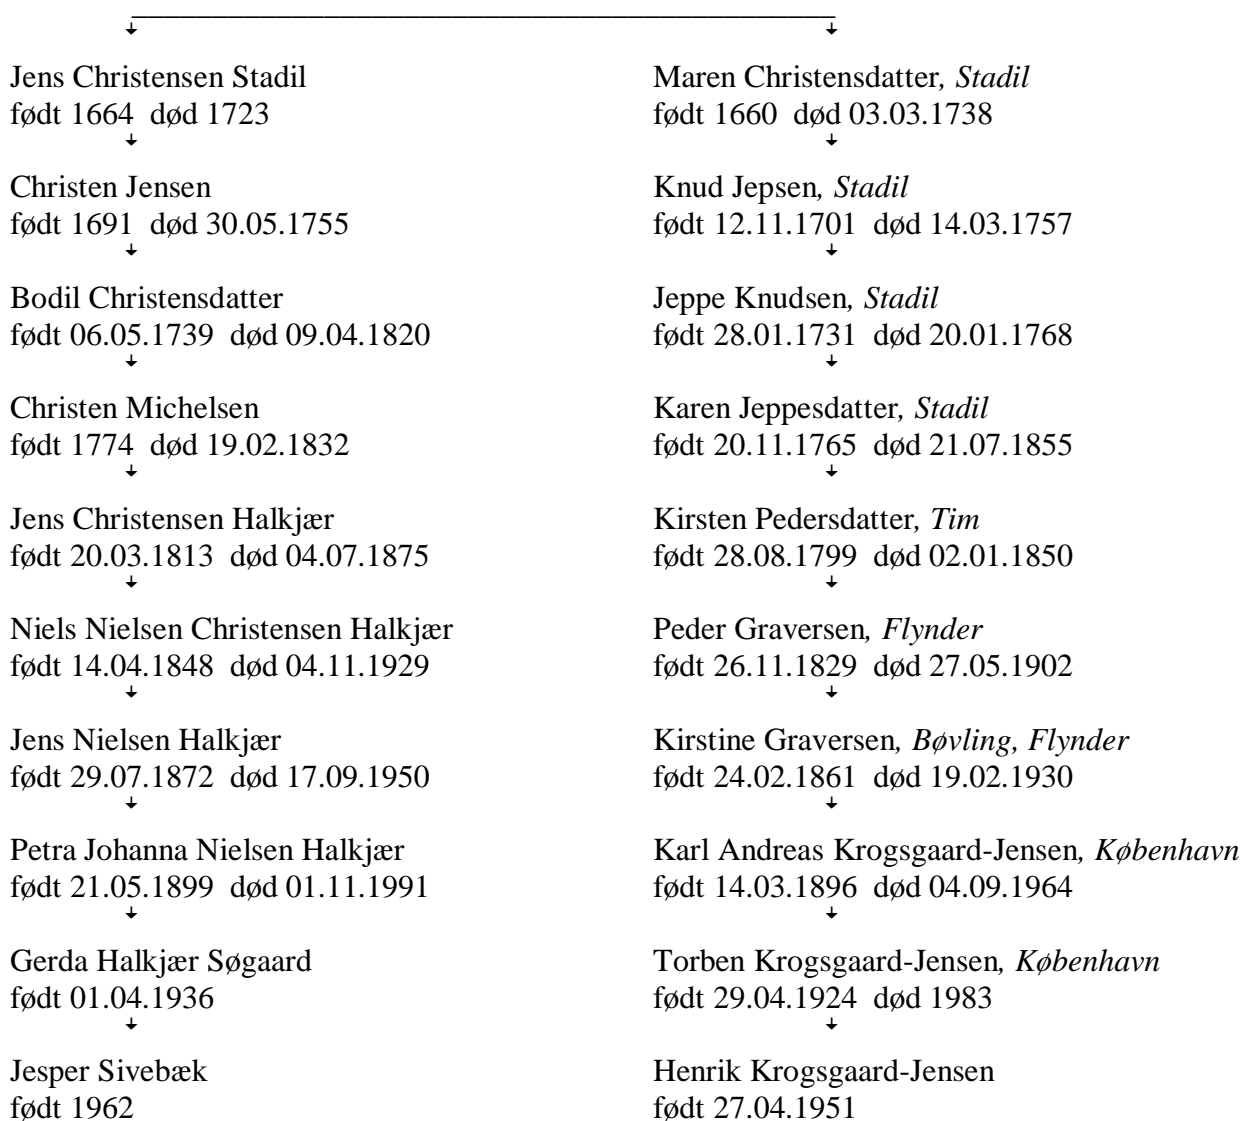 Jens Christensen Stadil
født 1664 død 1723
Christen Jensen
født 1691 død 30.05.1755
Bodil Christensdatter
født 06.05.1739 død 09.04.1820
Christen Michelsen
født 1774 død 19.02.1832
Jens Christensen Halkjær
født 20.03.1813 død 04.07.1875
Niels Nielsen Christensen Halkjær
født 14.04.1848 død 04.11.1929
Jens Nielsen Halkjær
født 29.07.1872 død 17.09.1950
Petra Johanna Nielsen Halkjær
født 21.05.1899 død 01.11.1991
Gerda Halkjær Søgaard
født 01.04.1936
Jesper Sivebæk
født 1962
Maren Christensdatter, Stadil
født 1660 død 03.03.1738
Knud Jepsen, Stadil
født 12.11.1701 død 14.03.1757
Jeppe Knudsen, Stadil
født 28.01.1731 død 20.01.1768
Karen Jeppesdatter, Stadil
født 20.11.1765 død 21.07.1855
Kirsten Pedersdatter, Tim
født 28.08.1799 død 02.01.1850
Peder Graversen, Flynder
født 26.11.1829 død 27.05.1902
Kirstine Graversen, Bøvling, Flynder
født 24.02.1861 død 19.02.1930
Karl Andreas Krogsgaard-Jensen, København
født 14.03.1896 død 04.09.1964
Torben Krogsgaard-Jensen, København
født 29.04.1924 død 1983
Henrik Krogsgaard-Jensen
født 27.04.1951